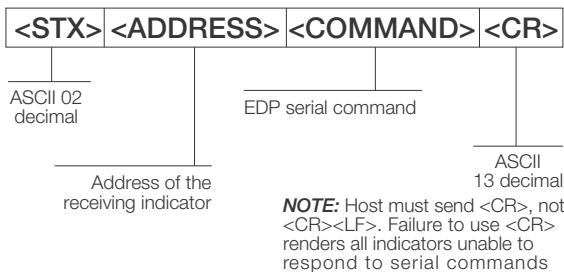 <STX> <ADDRESS> <COMMAND> <CR>
ASCII 02
decimal
EDP serial command
Address of the
receiving indicator
ASCII
13 decimal
NOTE: Host must send <CR>, not
<CR><LF>. Failure to use <CR>
renders all indicators unable to
respond to serial commands